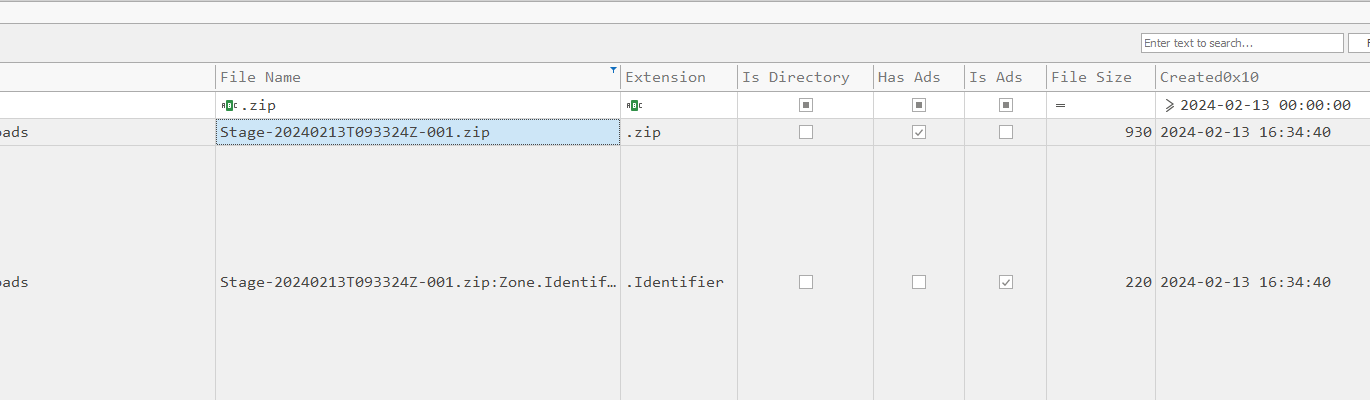 Enter text to search...
File Name Extension Is Directory Has Ads Is Ads File Size Created0x10
ABC .zip ABC = ≥ 2024-02-13 00:00:00
oads Stage-20240213T093324Z-001.zip .zip 930 2024-02-13 16:34:40
oads Stage-20240213T093324Z-001.zip:Zone.Identif… .Identifier 220 2024-02-13 16:34:40